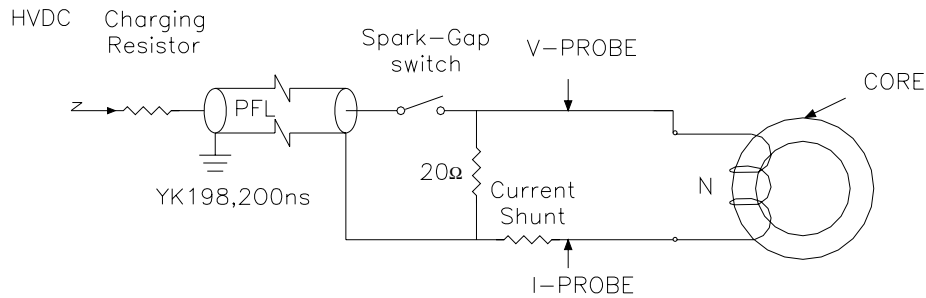 HVDC
Charging
Resistor
Spark-Gap
switch
V-PROBE
CORE
PFL
20Ω
N
YK198,200ns
Current
Shunt
I-PROBE